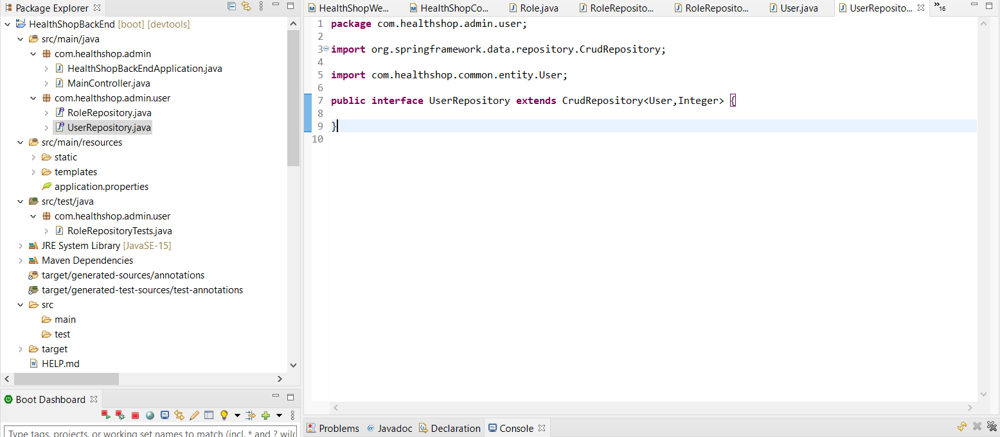 Package Explorer
HealthShopBackEnd [boot] [devtools]
src/main/java
com.healthshop.admin
HealthShopBackEndApplication.java
MainController.java
com.healthshop.admin.user
RoleRepository.java
UserRepository.java
src/main/resources
static
templates
application.properties
src/test/java
com.healthshop.admin.user
RoleRepositoryTests.java
JRE System Library [JavaSE-15]
Maven Dependencies
target/generated-sources/annotations
target/generated-test-sources/test-annotations
src
main
test
target
HELP.md
Boot Dashboard
Type tags, projects, or working set names to match (incl. * and ? wild
HealthShopWe... HealthShopCo... Role.java RoleReposito... RoleReposito... User.java UserReposito... »16
1 package com.healthshop.admin.user;
2
3 import org.springframework.data.repository.CrudRepository;
4
5 import com.healthshop.common.entity.User;
6
7 public interface UserRepository extends CrudRepository<User,Integer> {
8
9 }
10
Problems @ Javadoc Declaration Console